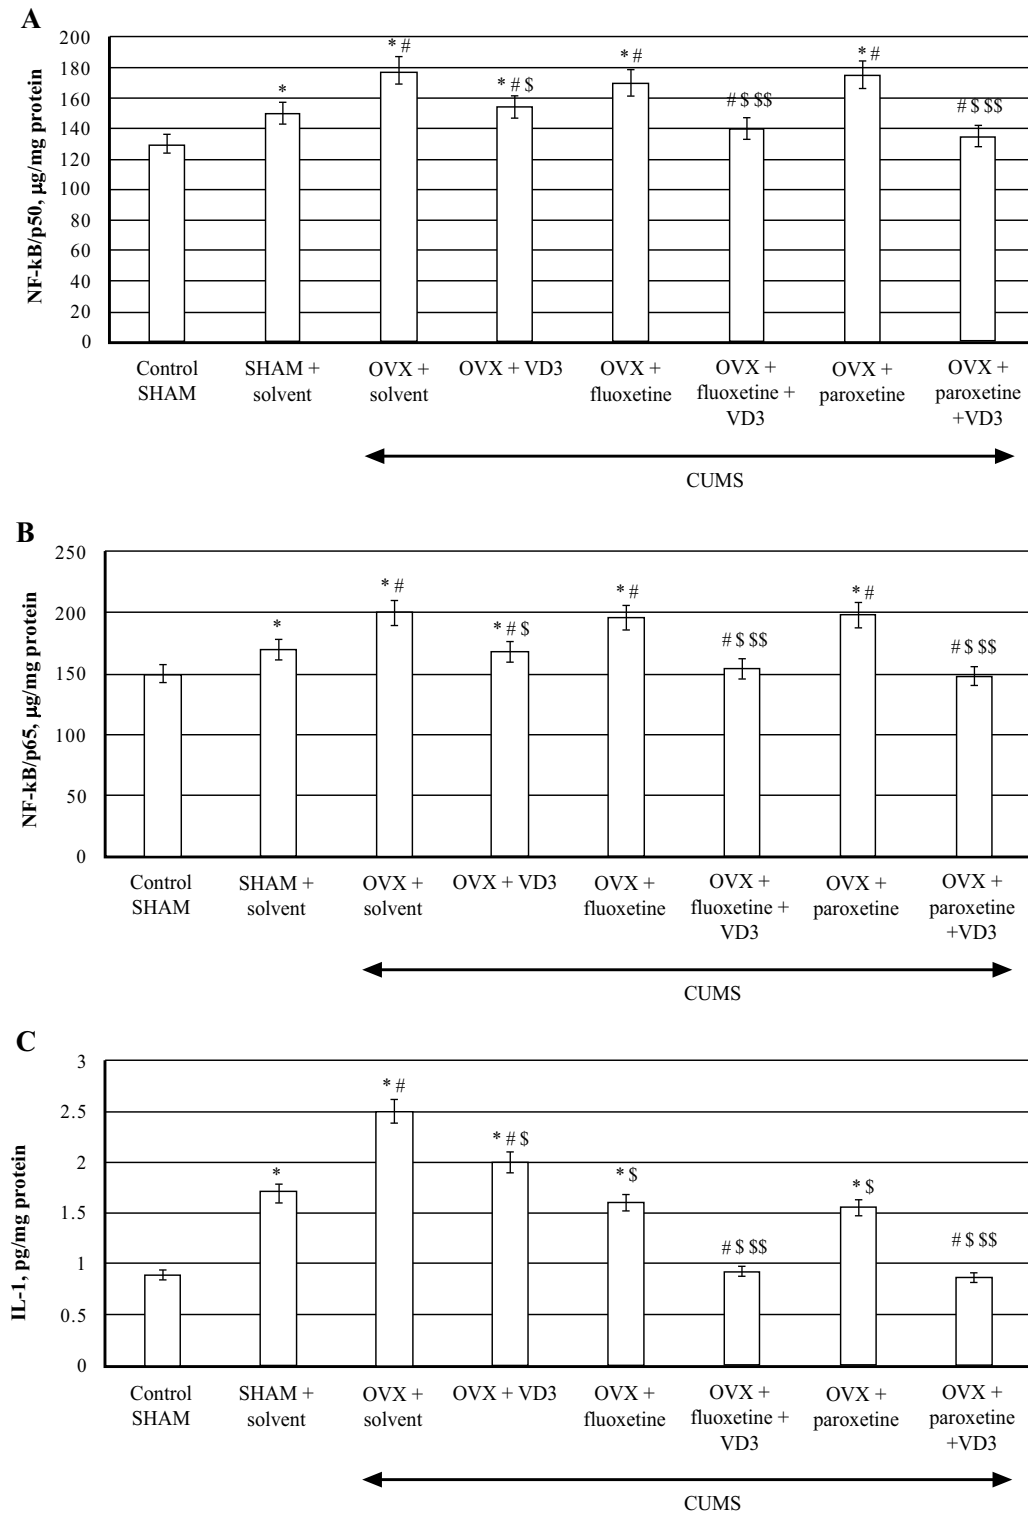 A
NF-kB/p50, µg/mg protein
200
180
160
140
120
100
80
60
40
20
0
*
* #
* # $
* #
# $ $$
* #
# $ $$
Control
SHAM
SHAM +
solvent
OVX +
solvent
OVX + VD3
OVX +
fluoxetine
OVX +
fluoxetine +
VD3
OVX +
paroxetine
OVX +
paroxetine
+VD3
CUMS
B
NF-kB/p65, µg/mg protein
250
200
150
100
50
0
*
* #
* # $
* #
# $ $$
* #
# $ $$
Control
SHAM
SHAM +
solvent
OVX +
solvent
OVX + VD3
OVX +
fluoxetine
OVX +
fluoxetine +
VD3
OVX +
paroxetine
OVX +
paroxetine
+VD3
CUMS
C
IL-1, pg/mg protein
3
2.5
2
1.5
1
0.5
0
*
* #
* # $
* $
# $ $$
* $
# $ $$
Control
SHAM
SHAM +
solvent
OVX +
solvent
OVX + VD3
OVX +
fluoxetine
OVX +
fluoxetine +
VD3
OVX +
paroxetine
OVX +
paroxetine
+VD3
CUMS